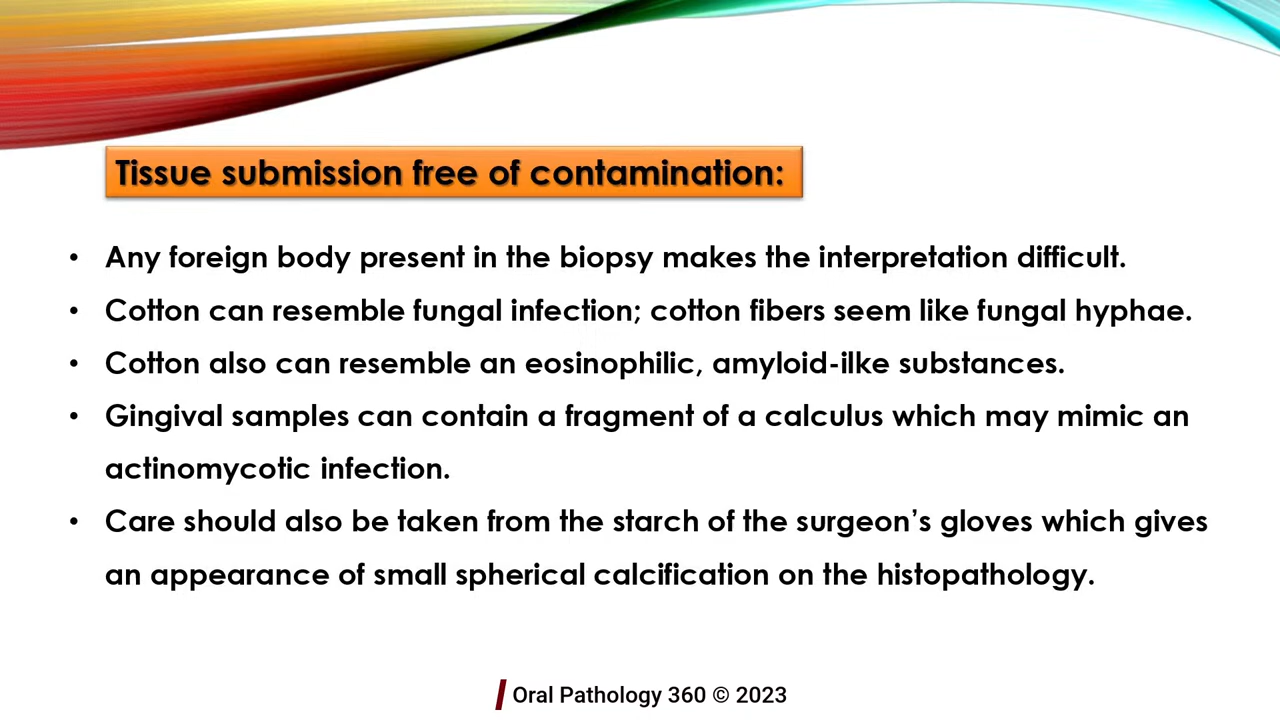 Tissue submission free of contamination:
• Any foreign body present in the biopsy makes the interpretation difficult.
• Cotton can resemble fungal infection; cotton fibers seem like fungal hyphae.
• Cotton also can resemble an eosinophilic, amyloid-ilke substances.
• Gingival samples can contain a fragment of a calculus which may mimic an
actinomycotic infection.
• Care should also be taken from the starch of the surgeon’s gloves which gives
an appearance of small spherical calcification on the histopathology.
Oral Pathology 360 © 2023